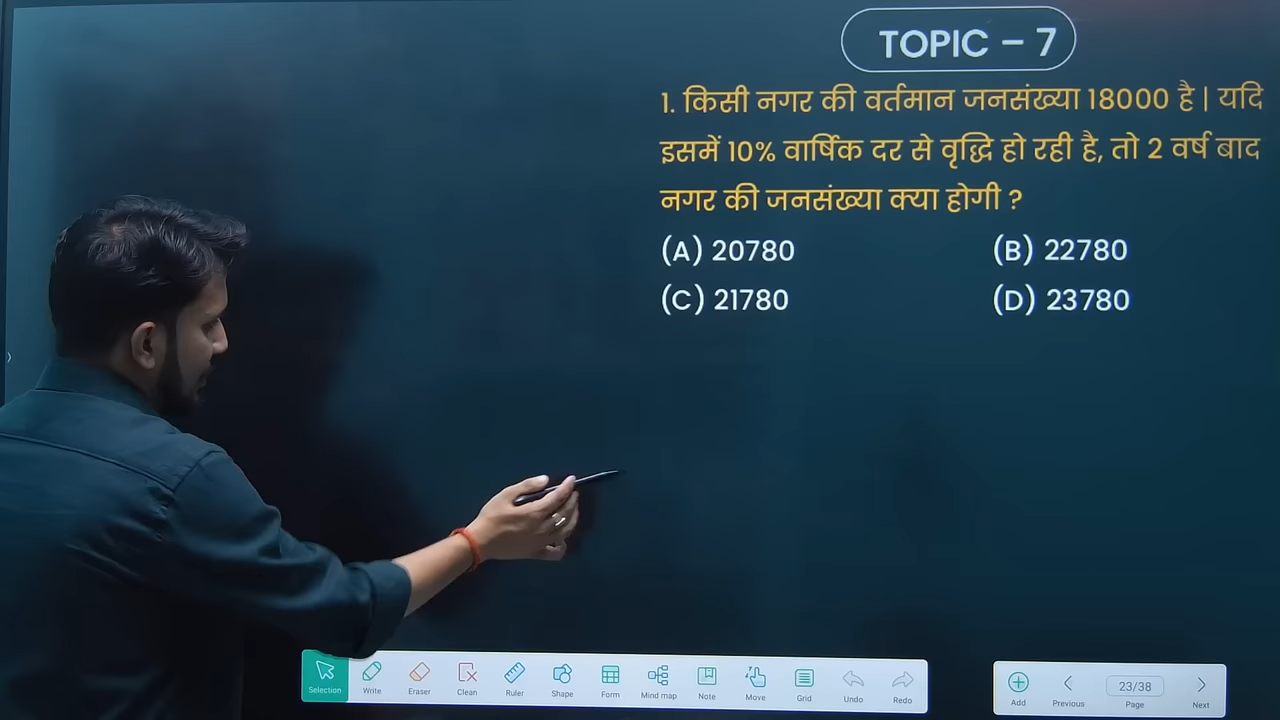 TOPIC – 7
1. किसी नगर की वर्तमान जनसंख्या 18000 है | यदि
इसमें 10% वार्षिक दर से वृद्धि हो रही है, तो 2 वर्ष बाद
नगर की जनसंख्या क्या होगी ?
(A) 20780 (B) 22780
(C) 21780 (D) 23780
Selection Write Eraser Clean Ruler Shape Form Mind map Note Move Grid Undo Redo
Add Previous 23/38 Page Next